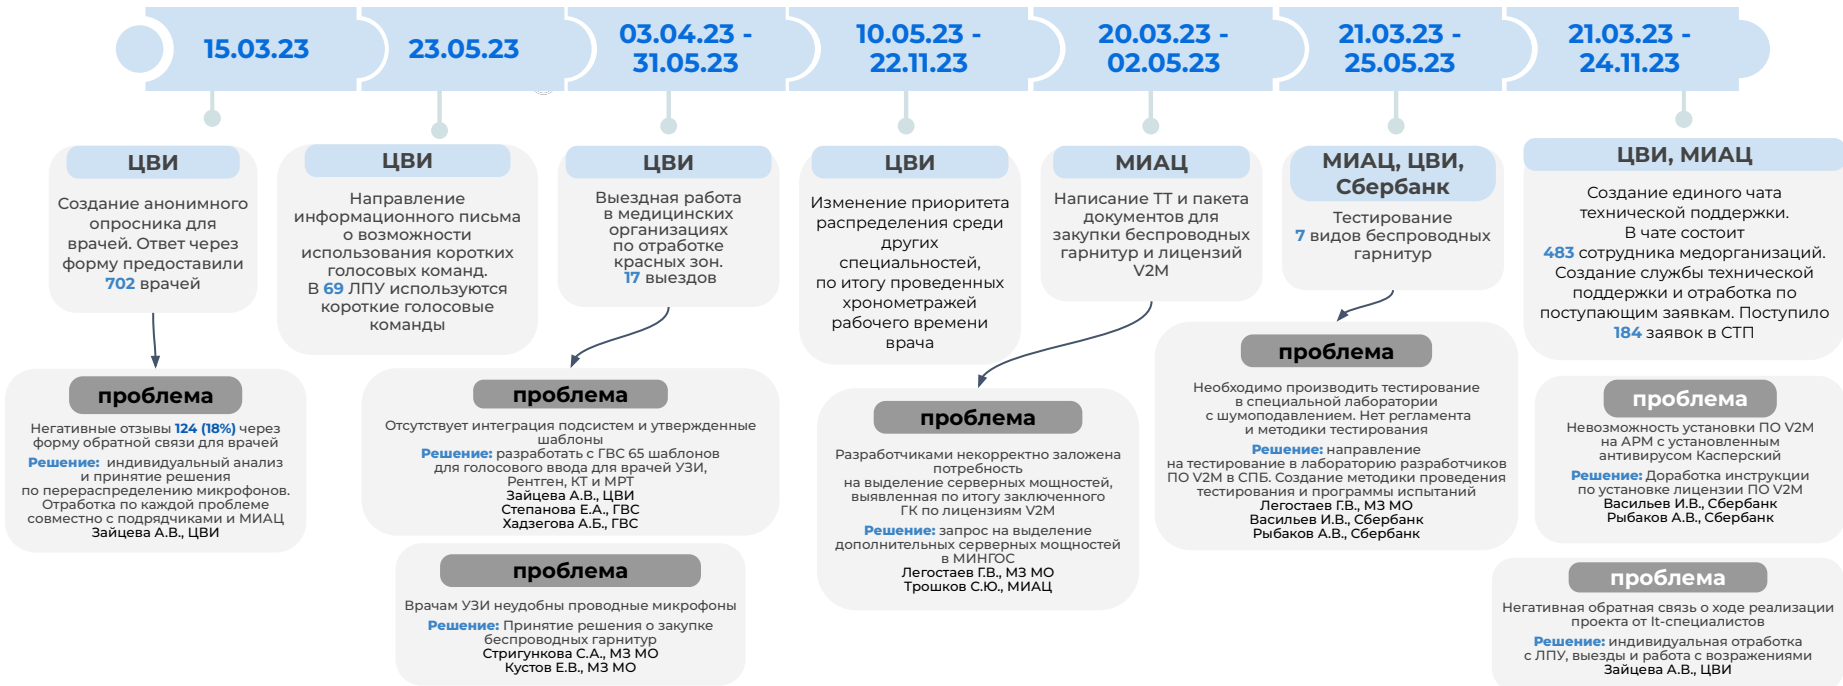 15.03.23
23.05.23
03.04.23 -
31.05.23
10.05.23 -
22.11.23
20.03.23 -
02.05.23
21.03.23 -
25.05.23
21.03.23 -
24.11.23
ЦВИ
Создание анонимного
опросника для
врачей. Ответ через
форму предоставили
702 врачей
проблема
Негативные отзывы 124 (18%) через
форму обратной связи для врачей
Решение: индивидуальный анализ
и принятие решения
по перераспределению микрофонов.
Отработка по каждой проблеме
совместно с подрядчиками и МИАЦ
Зайцева А.В., ЦВИ
ЦВИ
Направление
информационного письма
о возможности
использования коротких
голосовых команд.
В 69 ЛПУ используются
короткие голосовые
команды
ЦВИ
Выездная работа
в медицинских
организациях
по отработке
красных зон.
17 выездов
проблема
Отсутствует интеграция подсистем и утвержденные
шаблоны
Решение: разработать с ГВС 65 шаблонов
для голосового ввода для врачей УЗИ,
Рентген, КТ и МРТ
Зайцева А.В., ЦВИ
Степанова Е.А., ГВС
Хадзегова А.Б., ГВС
проблема
Врачам УЗИ неудобны проводные микрофоны
Решение: Принятие решения о закупке
беспроводных гарнитур
Стригункова С.А., МЗ МО
Кустов Е.В., МЗ МО
ЦВИ
Изменение приоритета
распределения среди
других
специальностей,
по итогу проведенных
хронометражей
рабочего времени
врача
МИАЦ
Написание ТТ и пакета
документов для
закупки беспроводных
гарнитур и лицензий
V2M
проблема
Разработчиками некорректно заложена
потребность
на выделение серверных мощностей,
выявленная по итогу заключенного
ГК по лицензиям V2M
Решение: запрос на выделение
дополнительных серверных мощностей
в МИНГОС
Легостаев Г.В., МЗ МО
Трошков С.Ю., МИАЦ
МИАЦ, ЦВИ,
Сбербанк
Тестирование
7 видов беспроводных
гарнитур
проблема
Необходимо производить тестирование
в специальной лаборатории
с шумоподавлением. Нет регламента
и методики тестирования
Решение: направление
на тестирование в лабораторию разработчиков
ПО V2M в СПБ. Создание методики проведения
тестирования и программы испытаний
Легостаев Г.В., МЗ МО
Васильев И.В., Сбербанк
Рыбаков А.В., Сбербанк
ЦВИ, МИАЦ
Создание единого чата
технической поддержки.
В чате состоит
483 сотрудника медорганизаций.
Создание службы технической
поддержки и отработка по
поступающим заявкам. Поступило
184 заявок в СТП
проблема
Невозможность установки ПО V2M
на АРМ с установленным
антивирусом Касперский
Решение: Доработка инструкции
по установке лицензии ПО V2M
Васильев И.В., Сбербанк
Рыбаков А.В., Сбербанк
проблема
Негативная обратная связь о ходе реализации
проекта от It-специалистов
Решение: индивидуальная отработка
с ЛПУ, выезды и работа с возражениями
Зайцева А.В., ЦВИ